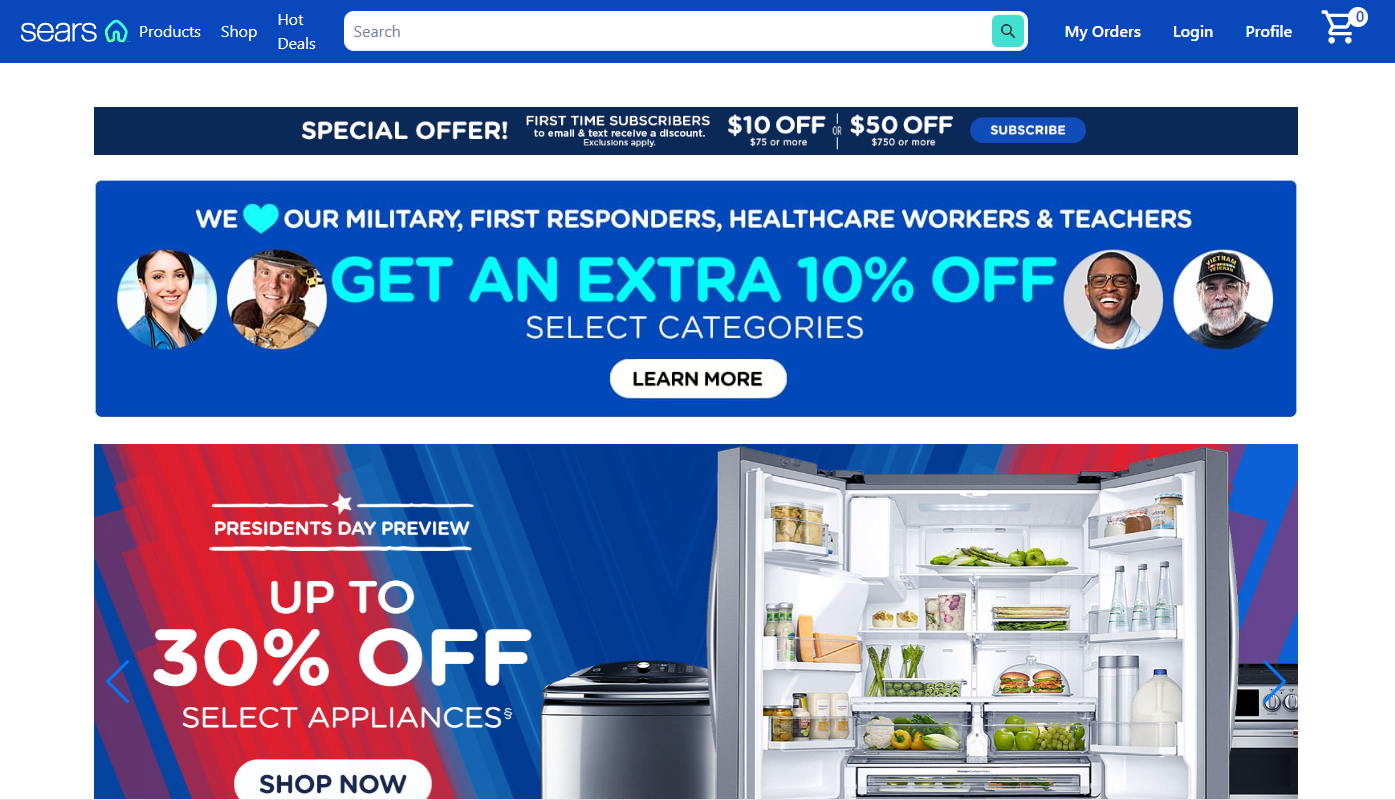 sears
Products
Shop
Hot
Deals
Search
My Orders
Login
Profile
0
SPECIAL OFFER!
FIRST TIME SUBSCRIBERS
to email & text receive a discount.
Exclusions apply.
$10 OFF
$75 or more
OR
$50 OFF
$750 or more
SUBSCRIBE
WE OUR MILITARY, FIRST RESPONDERS, HEALTHCARE WORKERS & TEACHERS
GET AN EXTRA 10% OFF
SELECT CATEGORIES
LEARN MORE
VIETNAM
VETERAN
PRESIDENTS DAY PREVIEW
UP TO
30% OFF
SELECT APPLIANCES§
SHOP NOW